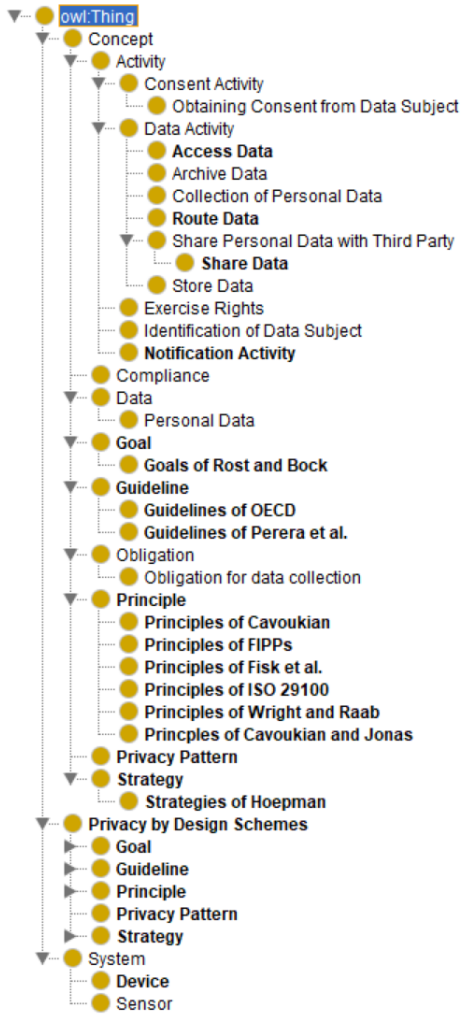 owl:Thing
Concept
Activity
Consent Activity
Obtaining Consent from Data Subject
Data Activity
Access Data
Archive Data
Collection of Personal Data
Route Data
Share Personal Data with Third Party
Share Data
Store Data
Exercise Rights
Identification of Data Subject
Notification Activity
Compliance
Data
Personal Data
Goal
Goals of Rost and Bock
Guideline
Guidelines of OECD
Guidelines of Perera et al.
Obligation
Obligation for data collection
Principle
Principles of Cavoukian
Principles of FIPPs
Principles of Fisk et al.
Principles of ISO 29100
Principles of Wright and Raab
Princples of Cavoukian and Jonas
Privacy Pattern
Strategy
Strategies of Hoepman
Privacy by Design Schemes
Goal
Guideline
Principle
Privacy Pattern
Strategy
System
Device
Sensor